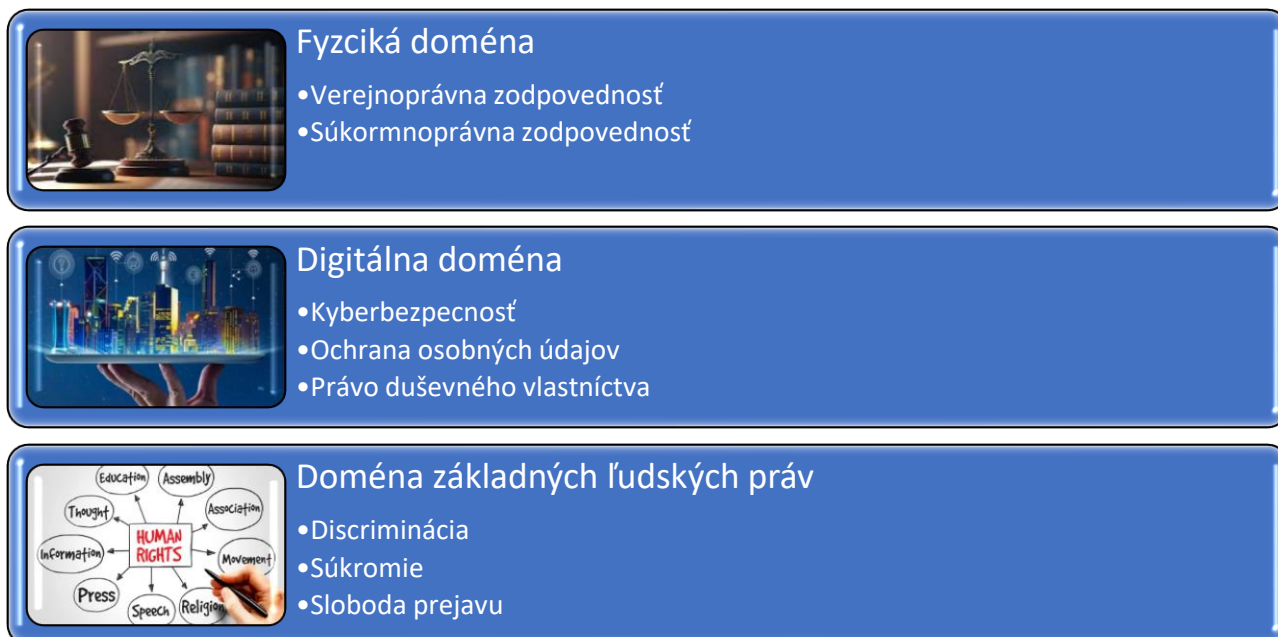 Fyzciká doména
•Verejnoprávna zodpovednosť
•Súkormnoprávna zodpovednosť
Digitálna doména
•Kyberbezpecnosť
•Ochrana osobných údajov
•Právo duševného vlastníctva
Doména základných ľudských práv
•Discriminácia
•Súkromie
•Sloboda prejavu
Education
Assembly
Thought
Association
HUMAN
RIGHTS
Information
Movement
Press
Speech
Religion